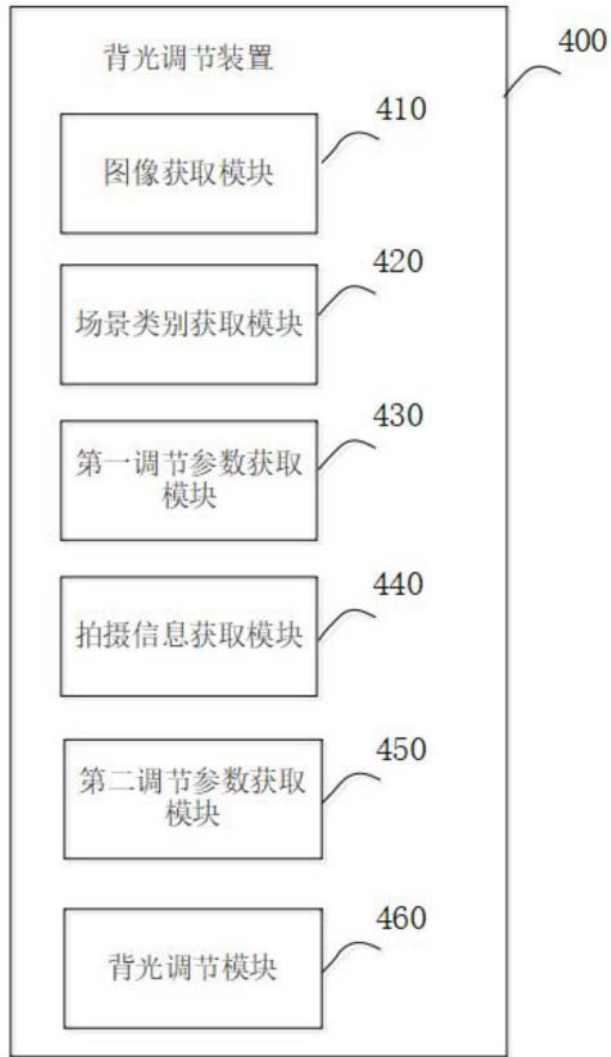 背光调节装置
400
410
图像获取模块
420
场景类别获取模块
430
第一调节参数获取
模块
440
拍摄信息获取模块
450
第二调节参数获取
模块
460
背光调节模块